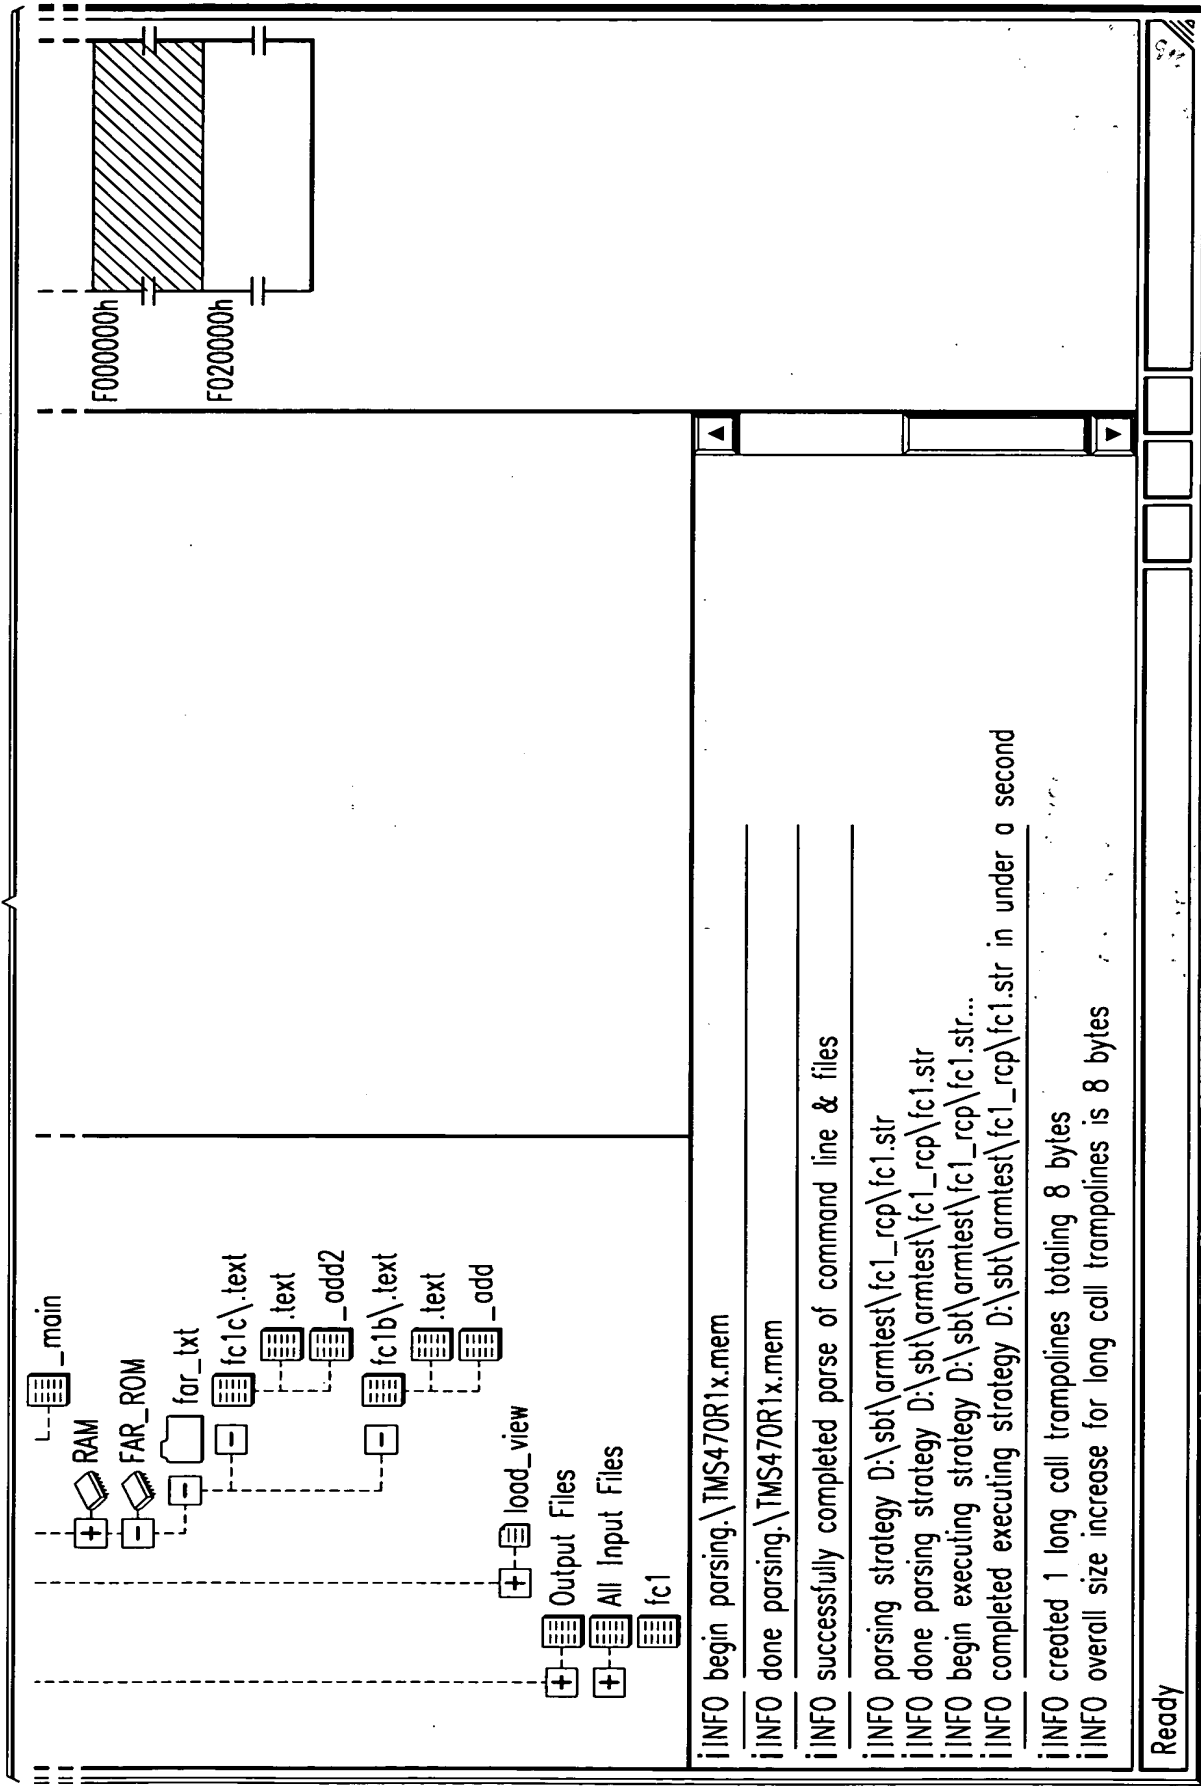 _main
RAM
FAR_ROM
far_txt
fc1c\.text
.text
_add2
fc1b\.text
.text
_add
load_view
Output Files
All Input Files
fc1
F000000h
F020000h
i INFO begin parsing.\TMS470R1x.mem
i INFO done parsing.\TMS470R1x.mem
i INFO successfully completed parse of command line & files
i INFO parsing strategy D:\sbt\armtest\fc1_rcp\fc1.str
i INFO done parsing strategy D:\sbt\armtest\fc1_rcp\fc1.str
i INFO begin executing strategy D:\sbt\armtest\fc1_rcp\fc1.str...
i INFO completed executing strategy D:\sbt\armtest\fc1_rcp\fc1.str in under a second
i INFO created 1 long call trampolines totaling 8 bytes
i INFO overall size increase for long call trampolines is 8 bytes
Ready